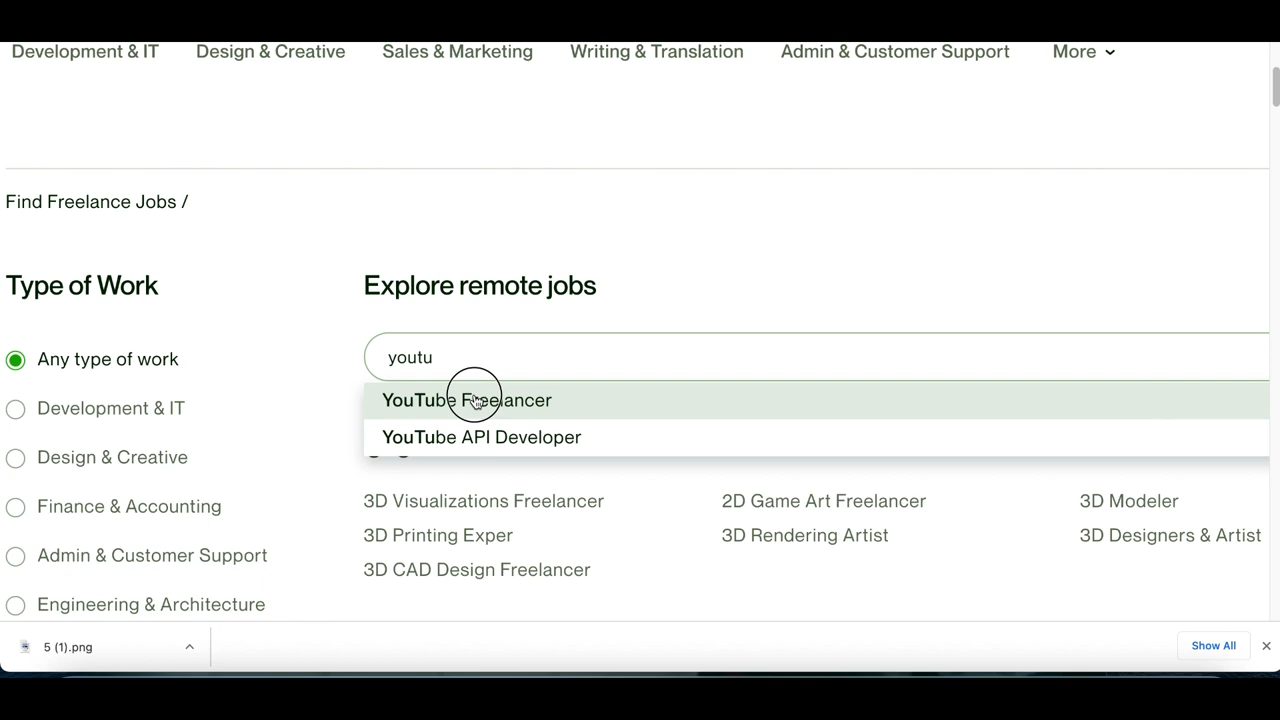 Development & IT Design & Creative Sales & Marketing Writing & Translation Admin & Customer Support More
Find Freelance Jobs /
Type of Work
Explore remote jobs
Any type of work
youtu
YouTube Freelancer
Development & IT
YouTube API Developer
Design & Creative
3D Visualizations Freelancer 2D Game Art Freelancer 3D Modeler
Finance & Accounting
3D Printing Exper 3D Rendering Artist 3D Designers & Artist
Admin & Customer Support
3D CAD Design Freelancer
Engineering & Architecture
5 (1).png
Show All